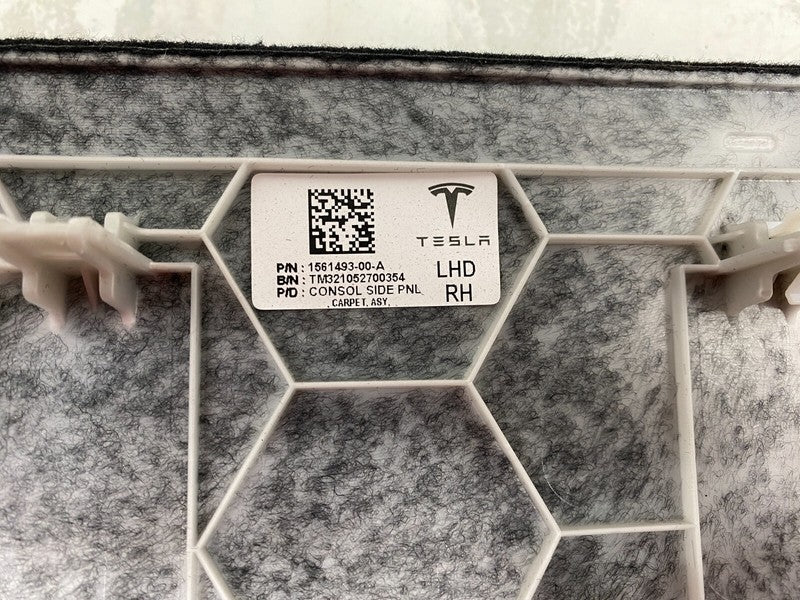 TESLA
P/N : 1561493-00-A
B/N : TM321052700354
P/D : CONSOL SIDE PNL
CARPET. ASY.
LHD
RH